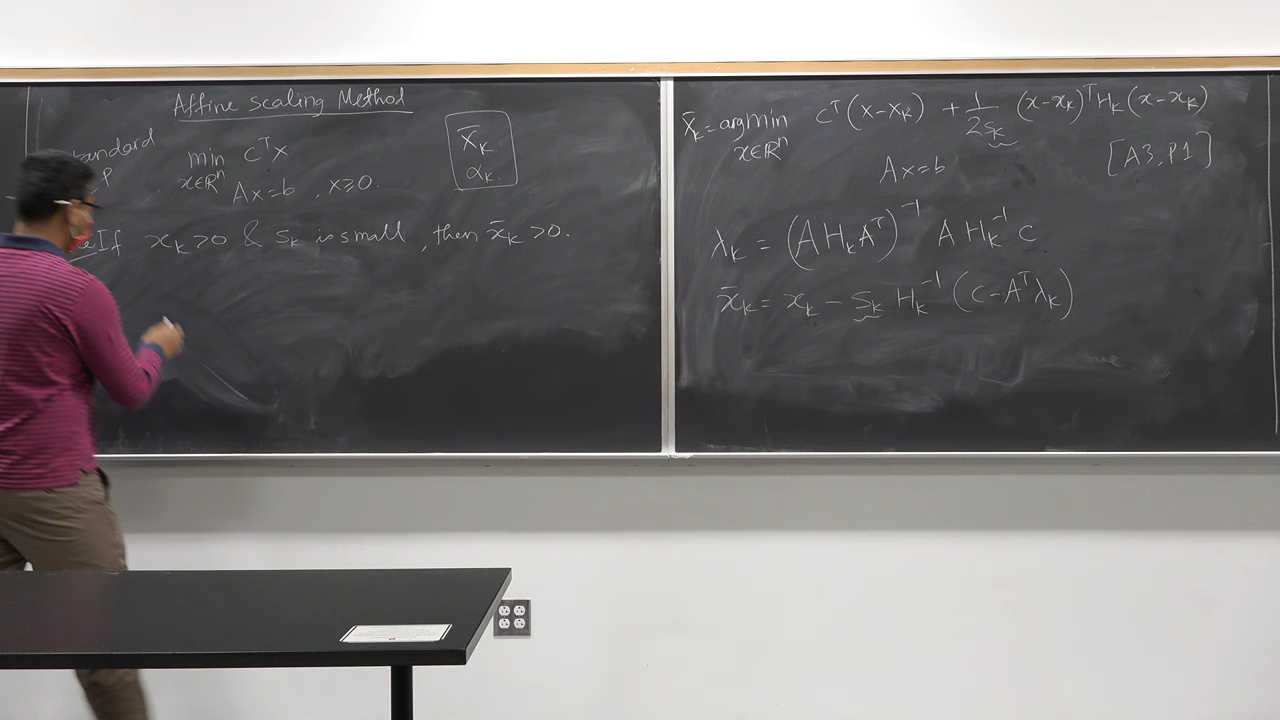 Affine scaling Method
tandard
P
min c^T x
x∈ℝ^n
Ax=b , x≥0.
x̄_k
α_k
If x_k>0 & s_k is small, then x̄_k>0.
x̄_k = argmin c^T(x-x_k) + 1/(2s_k) (x-x_k)^T H_k (x-x_k)
x∈ℝ^n
Ax=b
[A3, P1]
λ_k = (A H_k A^T)^{-1} A H_k^{-1} c
x̄_k = x_k - s_k H_k^{-1} (c - A^T λ_k)